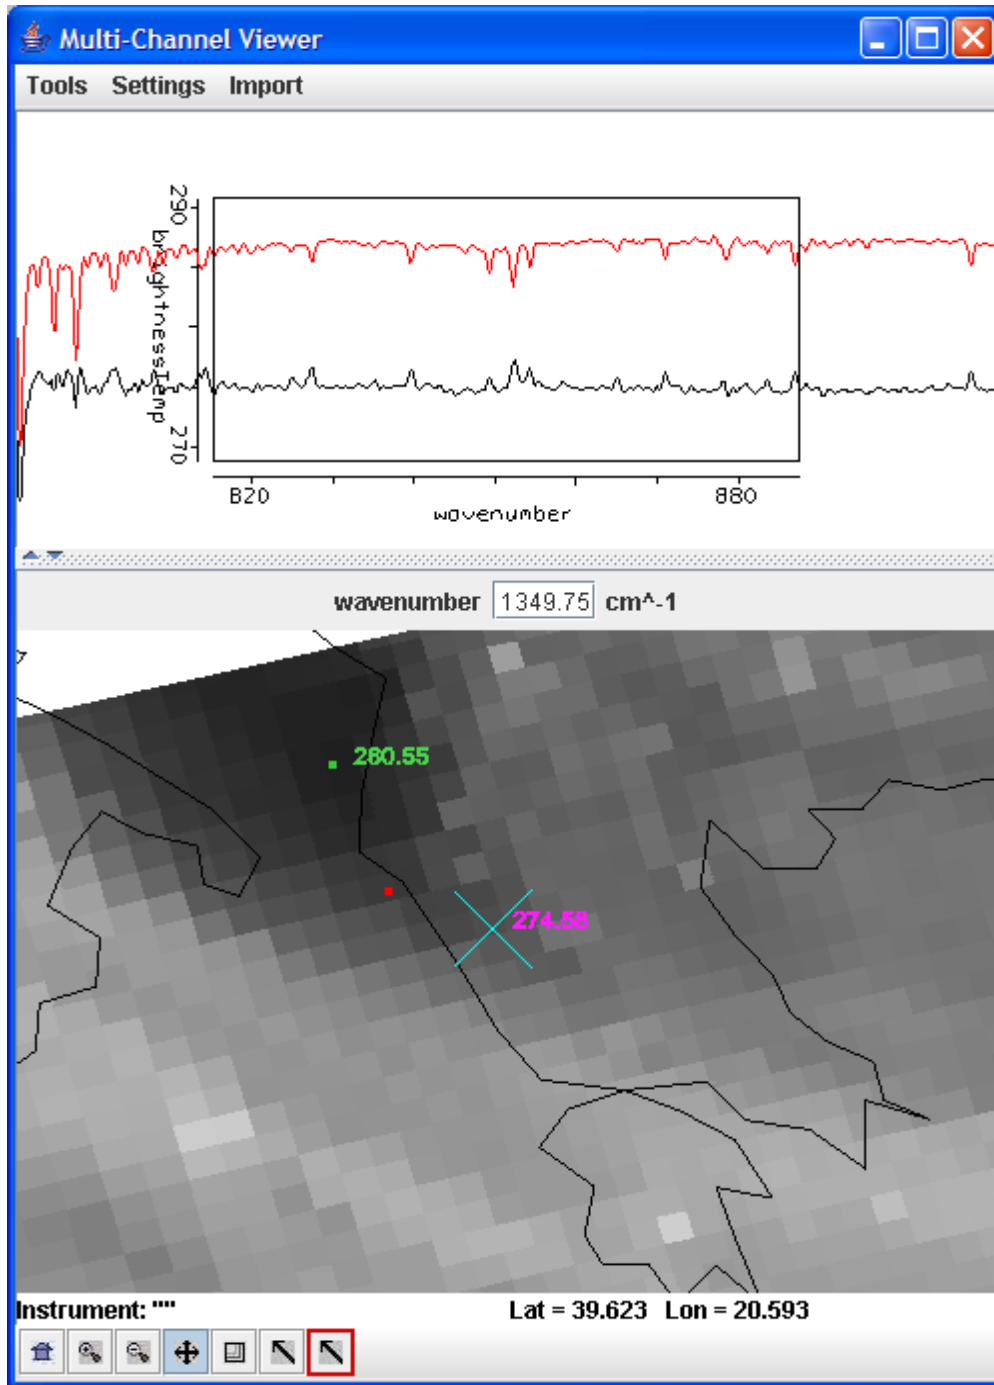 Multi-Channel Viewer
Tools Settings Import
290
brightnessTemp
270
820 880
wavenumber
wavenumber 1349.75 cm^-1
280.55
274.58
Instrument: "" Lat = 39.623 Lon = 20.593